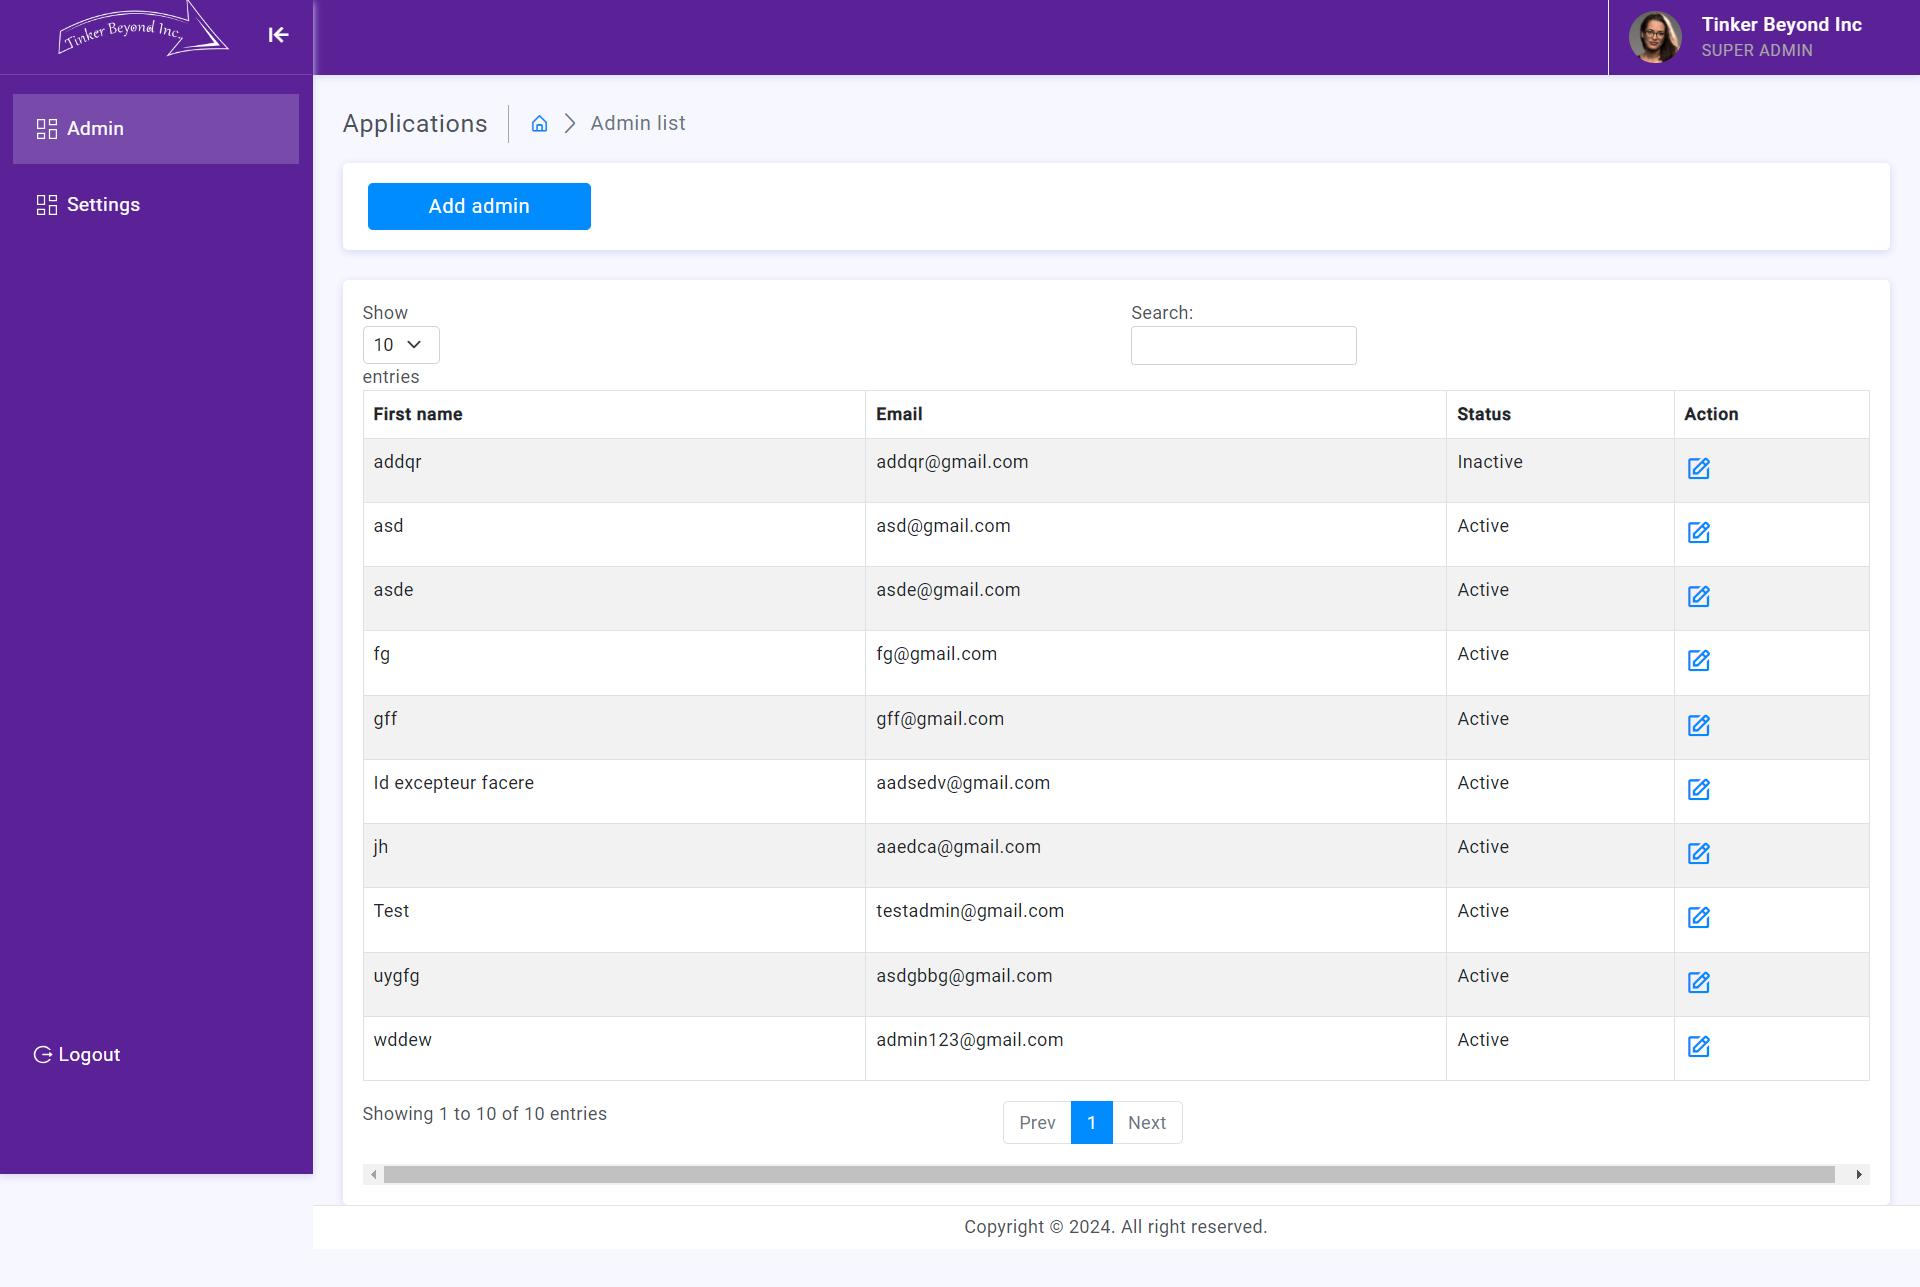 Tinker Beyond Inc.
Tinker Beyond Inc
SUPER ADMIN
Admin
Settings
Logout
Applications
Admin list
Add admin
Show
10
entries
Search:
First name Email Status Action
addqr addqr@gmail.com Inactive
asd asd@gmail.com Active
asde asde@gmail.com Active
fg fg@gmail.com Active
gff gff@gmail.com Active
Id excepteur facere aadsedv@gmail.com Active
jh aaedca@gmail.com Active
Test testadmin@gmail.com Active
uygfg asdgbbg@gmail.com Active
wddew admin123@gmail.com Active
Showing 1 to 10 of 10 entries
Prev 1 Next
Copyright © 2024. All right reserved.